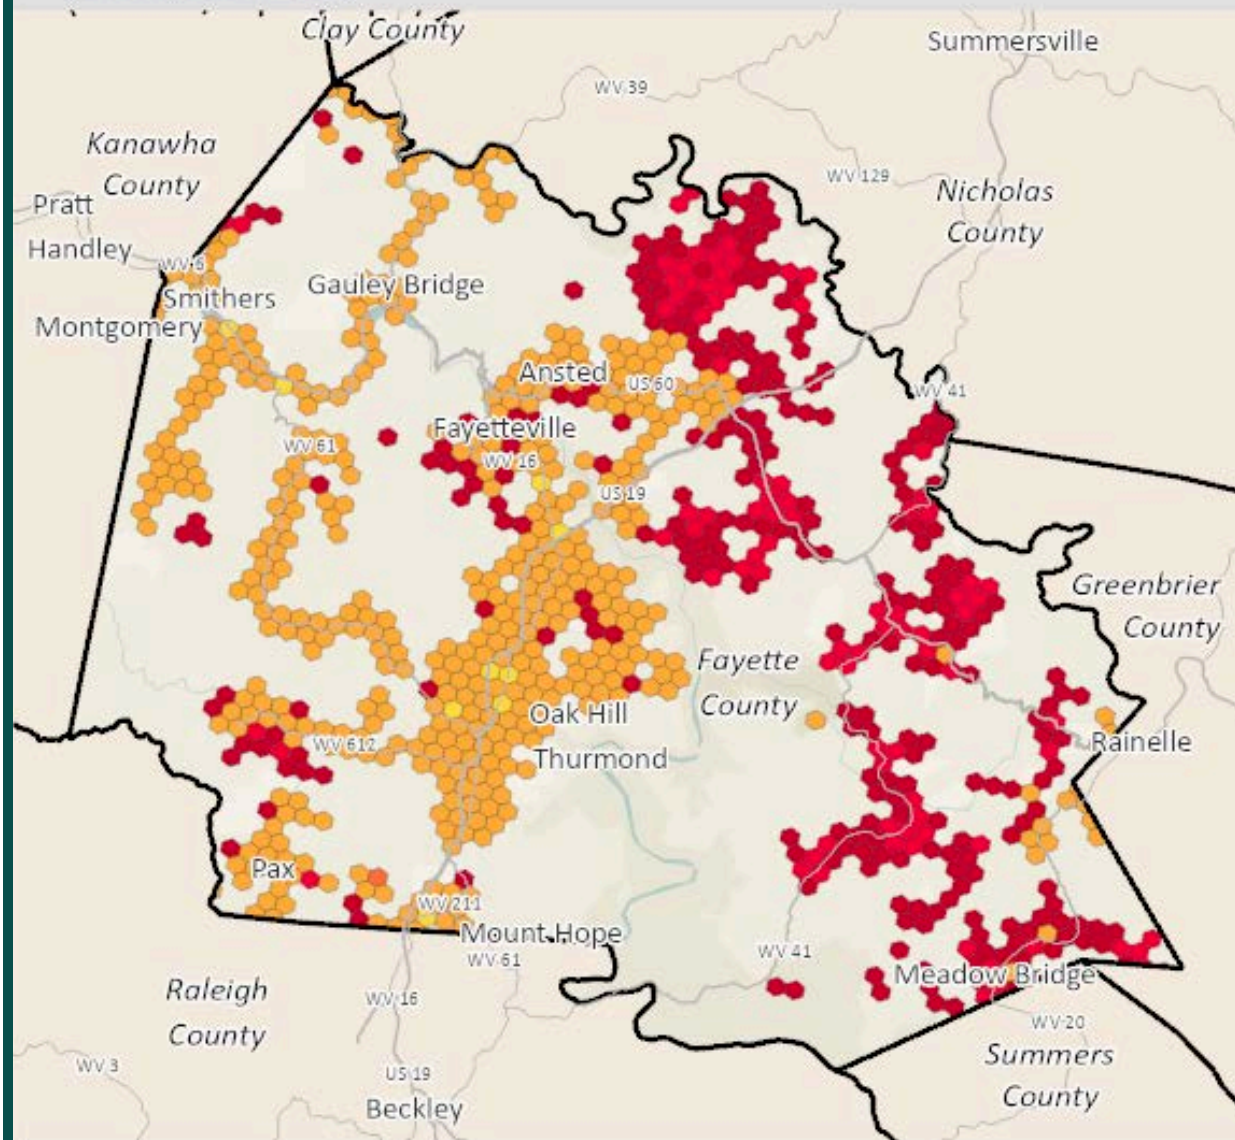 Clay County
Summersville
WV 39
Kanawha
County
WV 129
Nicholas
County
Pratt
Handley
WV 6
Smithers
Gauley Bridge
Montgomery
Ansted
US 60
WV 41
Fayetteville
WV 61
WV 16
US 19
Greenbrier
County
Fayette
County
Oak Hill
WV 612
Thurmond
Rainelle
Pax
WV 211
Mount Hope
WV 61
WV 41
Meadow Bridge
Raleigh
County
WV 16
WV 20
Summers
County
WV 3
US 19
Beckley